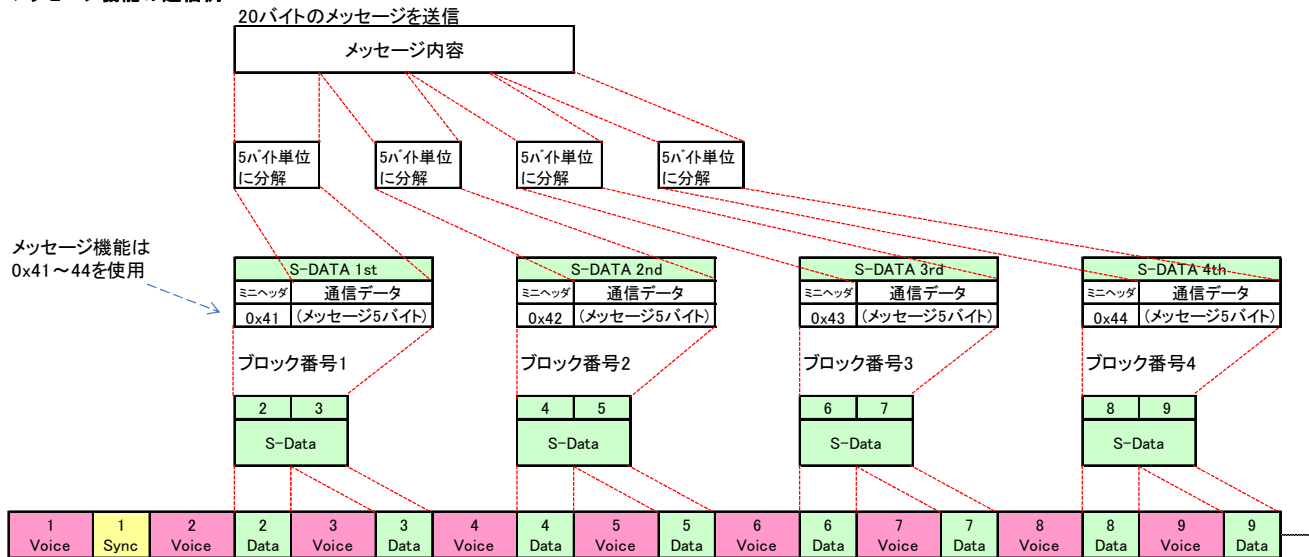 20バイトのメッセージを送信
メッセージ内容
5バイト単位 5バイト単位 5バイト単位 5バイト単位
に分解 に分解 に分解 に分解
メッセージ機能は
0x41～44を使用
S-DATA 1st S-DATA 2nd S-DATA 3rd S-DATA 4th
ミニヘッダ 通信データ ミニヘッダ 通信データ ミニヘッダ 通信データ ミニヘッダ 通信データ
0x41 (メッセージ5バイト) 0x42 (メッセージ5バイト) 0x43 (メッセージ5バイト) 0x44 (メッセージ5バイト)
ブロック番号1 ブロック番号2 ブロック番号3 ブロック番号4
2 3 4 5 6 7 8 9
S-Data S-Data S-Data S-Data
1 1 2 2 3 3 4 4 5 5 6 6 7 7 8 8 9 9
Voice Sync Voice Data Voice Data Voice Data Voice Data Voice Data Voice Data Voice Data Voice Data